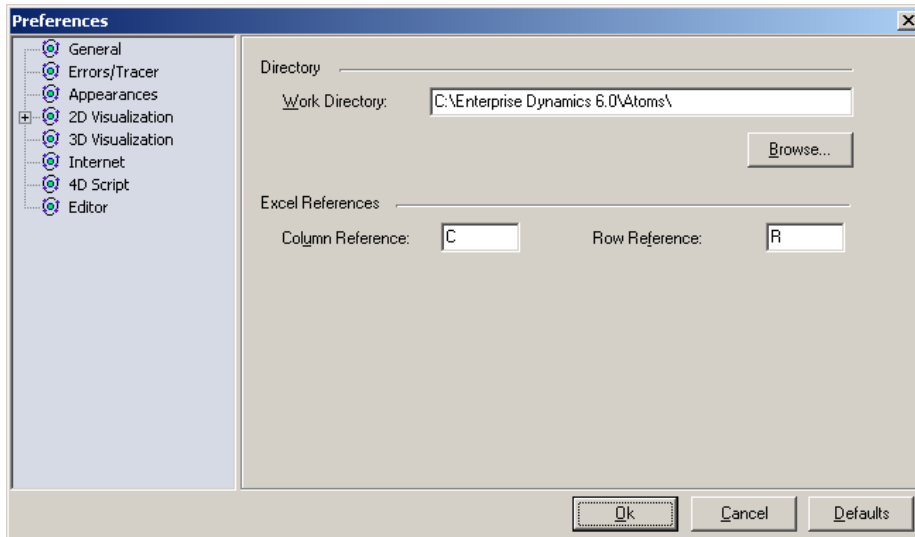 Preferences
General
Errors/Tracer
Appearances
2D Visualization
3D Visualization
Internet
4D Script
Editor
Directory
Work Directory: C:\Enterprise Dynamics 6.0\Atoms\
Browse...
Excel References
Column Reference: C Row Reference: R
Ok Cancel Defaults